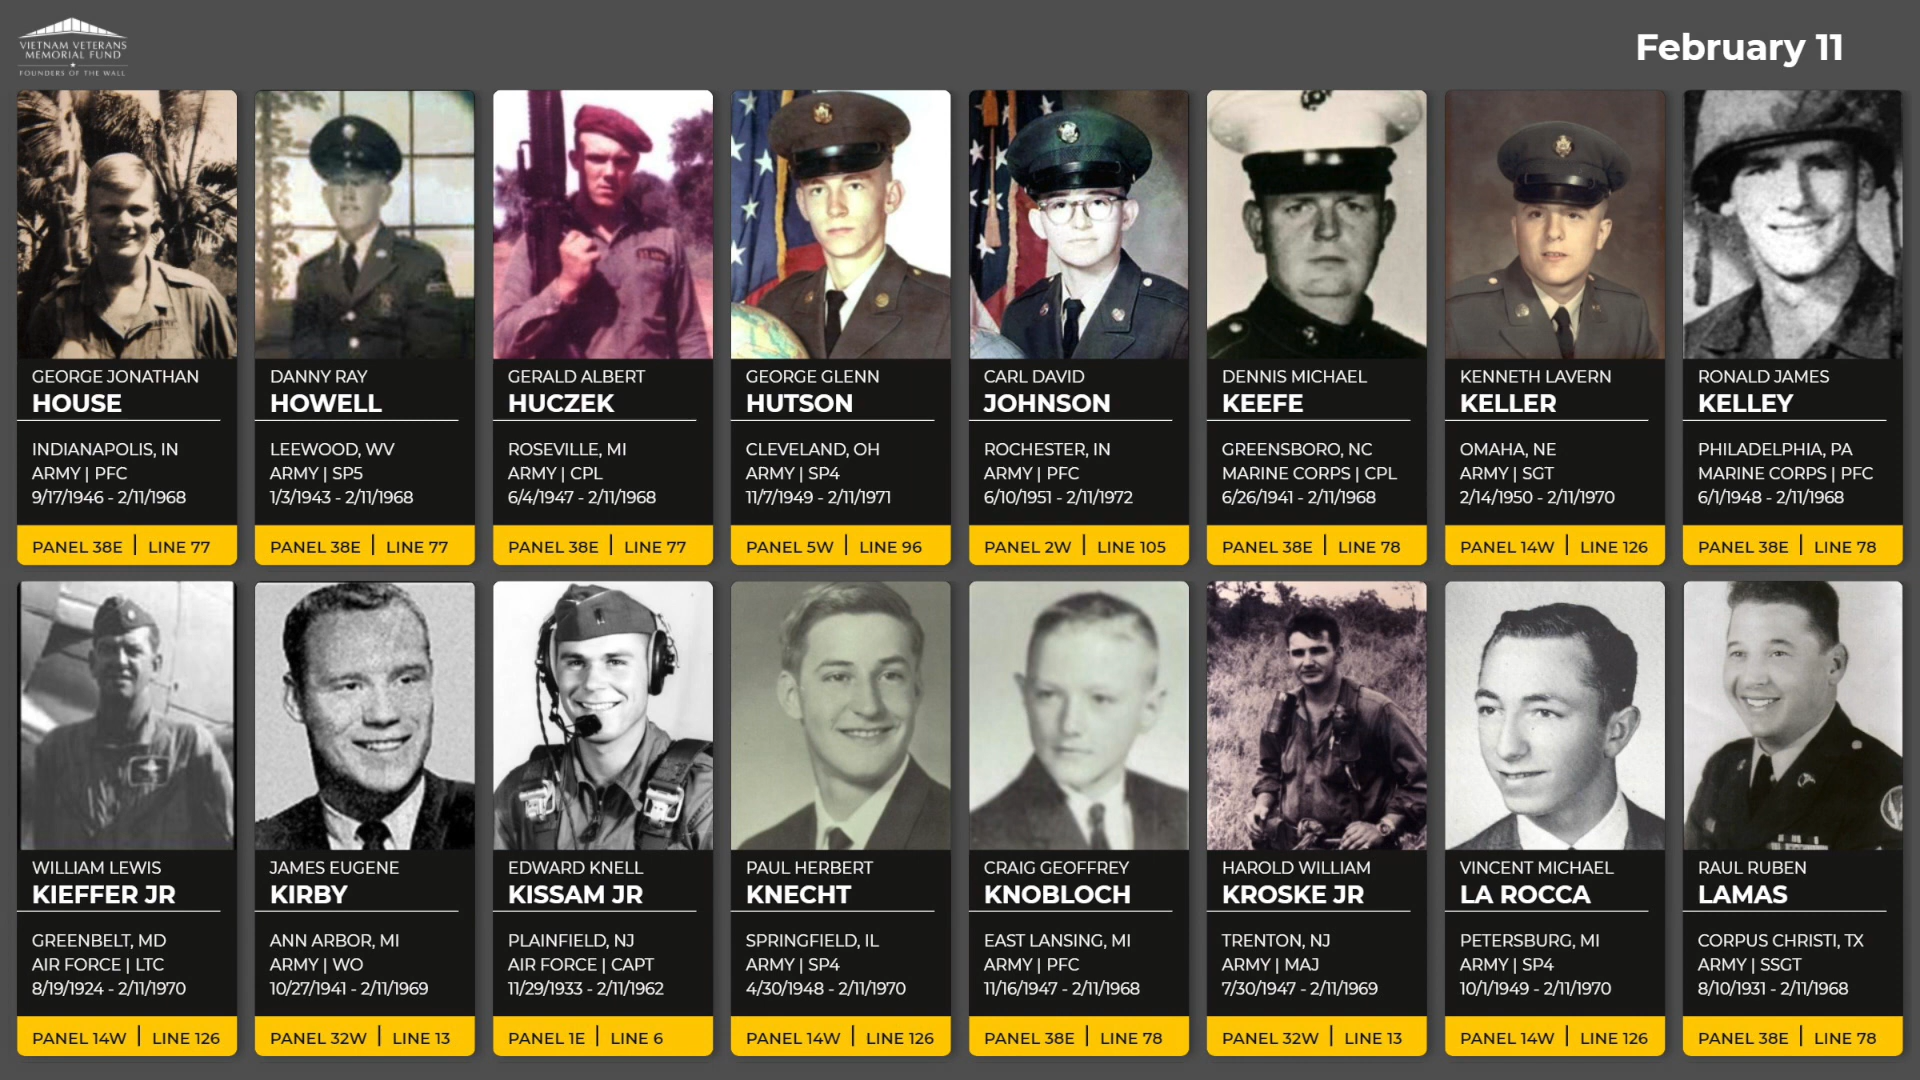 VIETNAM VETERANS
MEMORIAL FUND
FOUNDERS OF THE WALL
February 11
GEORGE JONATHAN
HOUSE
INDIANAPOLIS, IN
ARMY | PFC
9/17/1946 - 2/11/1968
PANEL 38E | LINE 77
DANNY RAY
HOWELL
LEEWOOD, WV
ARMY | SP5
1/3/1943 - 2/11/1968
PANEL 38E | LINE 77
GERALD ALBERT
HUCZEK
ROSEVILLE, MI
ARMY | CPL
6/4/1947 - 2/11/1968
PANEL 38E | LINE 77
GEORGE GLENN
HUTSON
CLEVELAND, OH
ARMY | SP4
11/7/1949 - 2/11/1971
PANEL 5W | LINE 96
CARL DAVID
JOHNSON
ROCHESTER, IN
ARMY | PFC
6/10/1951 - 2/11/1972
PANEL 2W | LINE 105
DENNIS MICHAEL
KEEFE
GREENSBORO, NC
MARINE CORPS | CPL
6/26/1941 - 2/11/1968
PANEL 38E | LINE 78
KENNETH LAVERN
KELLER
OMAHA, NE
ARMY | SGT
2/14/1950 - 2/11/1970
PANEL 14W | LINE 126
RONALD JAMES
KELLEY
PHILADELPHIA, PA
MARINE CORPS | PFC
6/1/1948 - 2/11/1968
PANEL 38E | LINE 78
WILLIAM LEWIS
KIEFFER JR
GREENBELT, MD
AIR FORCE | LTC
8/19/1924 - 2/11/1970
PANEL 14W | LINE 126
JAMES EUGENE
KIRBY
ANN ARBOR, MI
ARMY | WO
10/27/1941 - 2/11/1969
PANEL 32W | LINE 13
EDWARD KNELL
KISSAM JR
PLAINFIELD, NJ
AIR FORCE | CAPT
11/29/1933 - 2/11/1962
PANEL 1E | LINE 6
PAUL HERBERT
KNECHT
SPRINGFIELD, IL
ARMY | SP4
4/30/1948 - 2/11/1970
PANEL 14W | LINE 126
CRAIG GEOFFREY
KNOBLOCH
EAST LANSING, MI
ARMY | PFC
11/16/1947 - 2/11/1968
PANEL 38E | LINE 78
HAROLD WILLIAM
KROSKE JR
TRENTON, NJ
ARMY | MAJ
7/30/1947 - 2/11/1969
PANEL 32W | LINE 13
VINCENT MICHAEL
LA ROCCA
PETERSBURG, MI
ARMY | SP4
10/1/1949 - 2/11/1970
PANEL 14W | LINE 126
RAUL RUBEN
LAMAS
CORPUS CHRISTI, TX
ARMY | SSGT
8/10/1931 - 2/11/1968
PANEL 38E | LINE 78